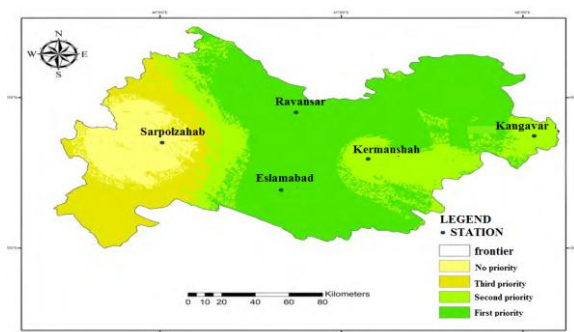 N
W E
S
Ravansar
Kangavar
Sarpolzahab
Kermanshah
Eslamabad
LEGEND
STATION
frontier
No priority
Third priority
Second priority
First priority
Kilometers
0 5 10 20 40 60 80